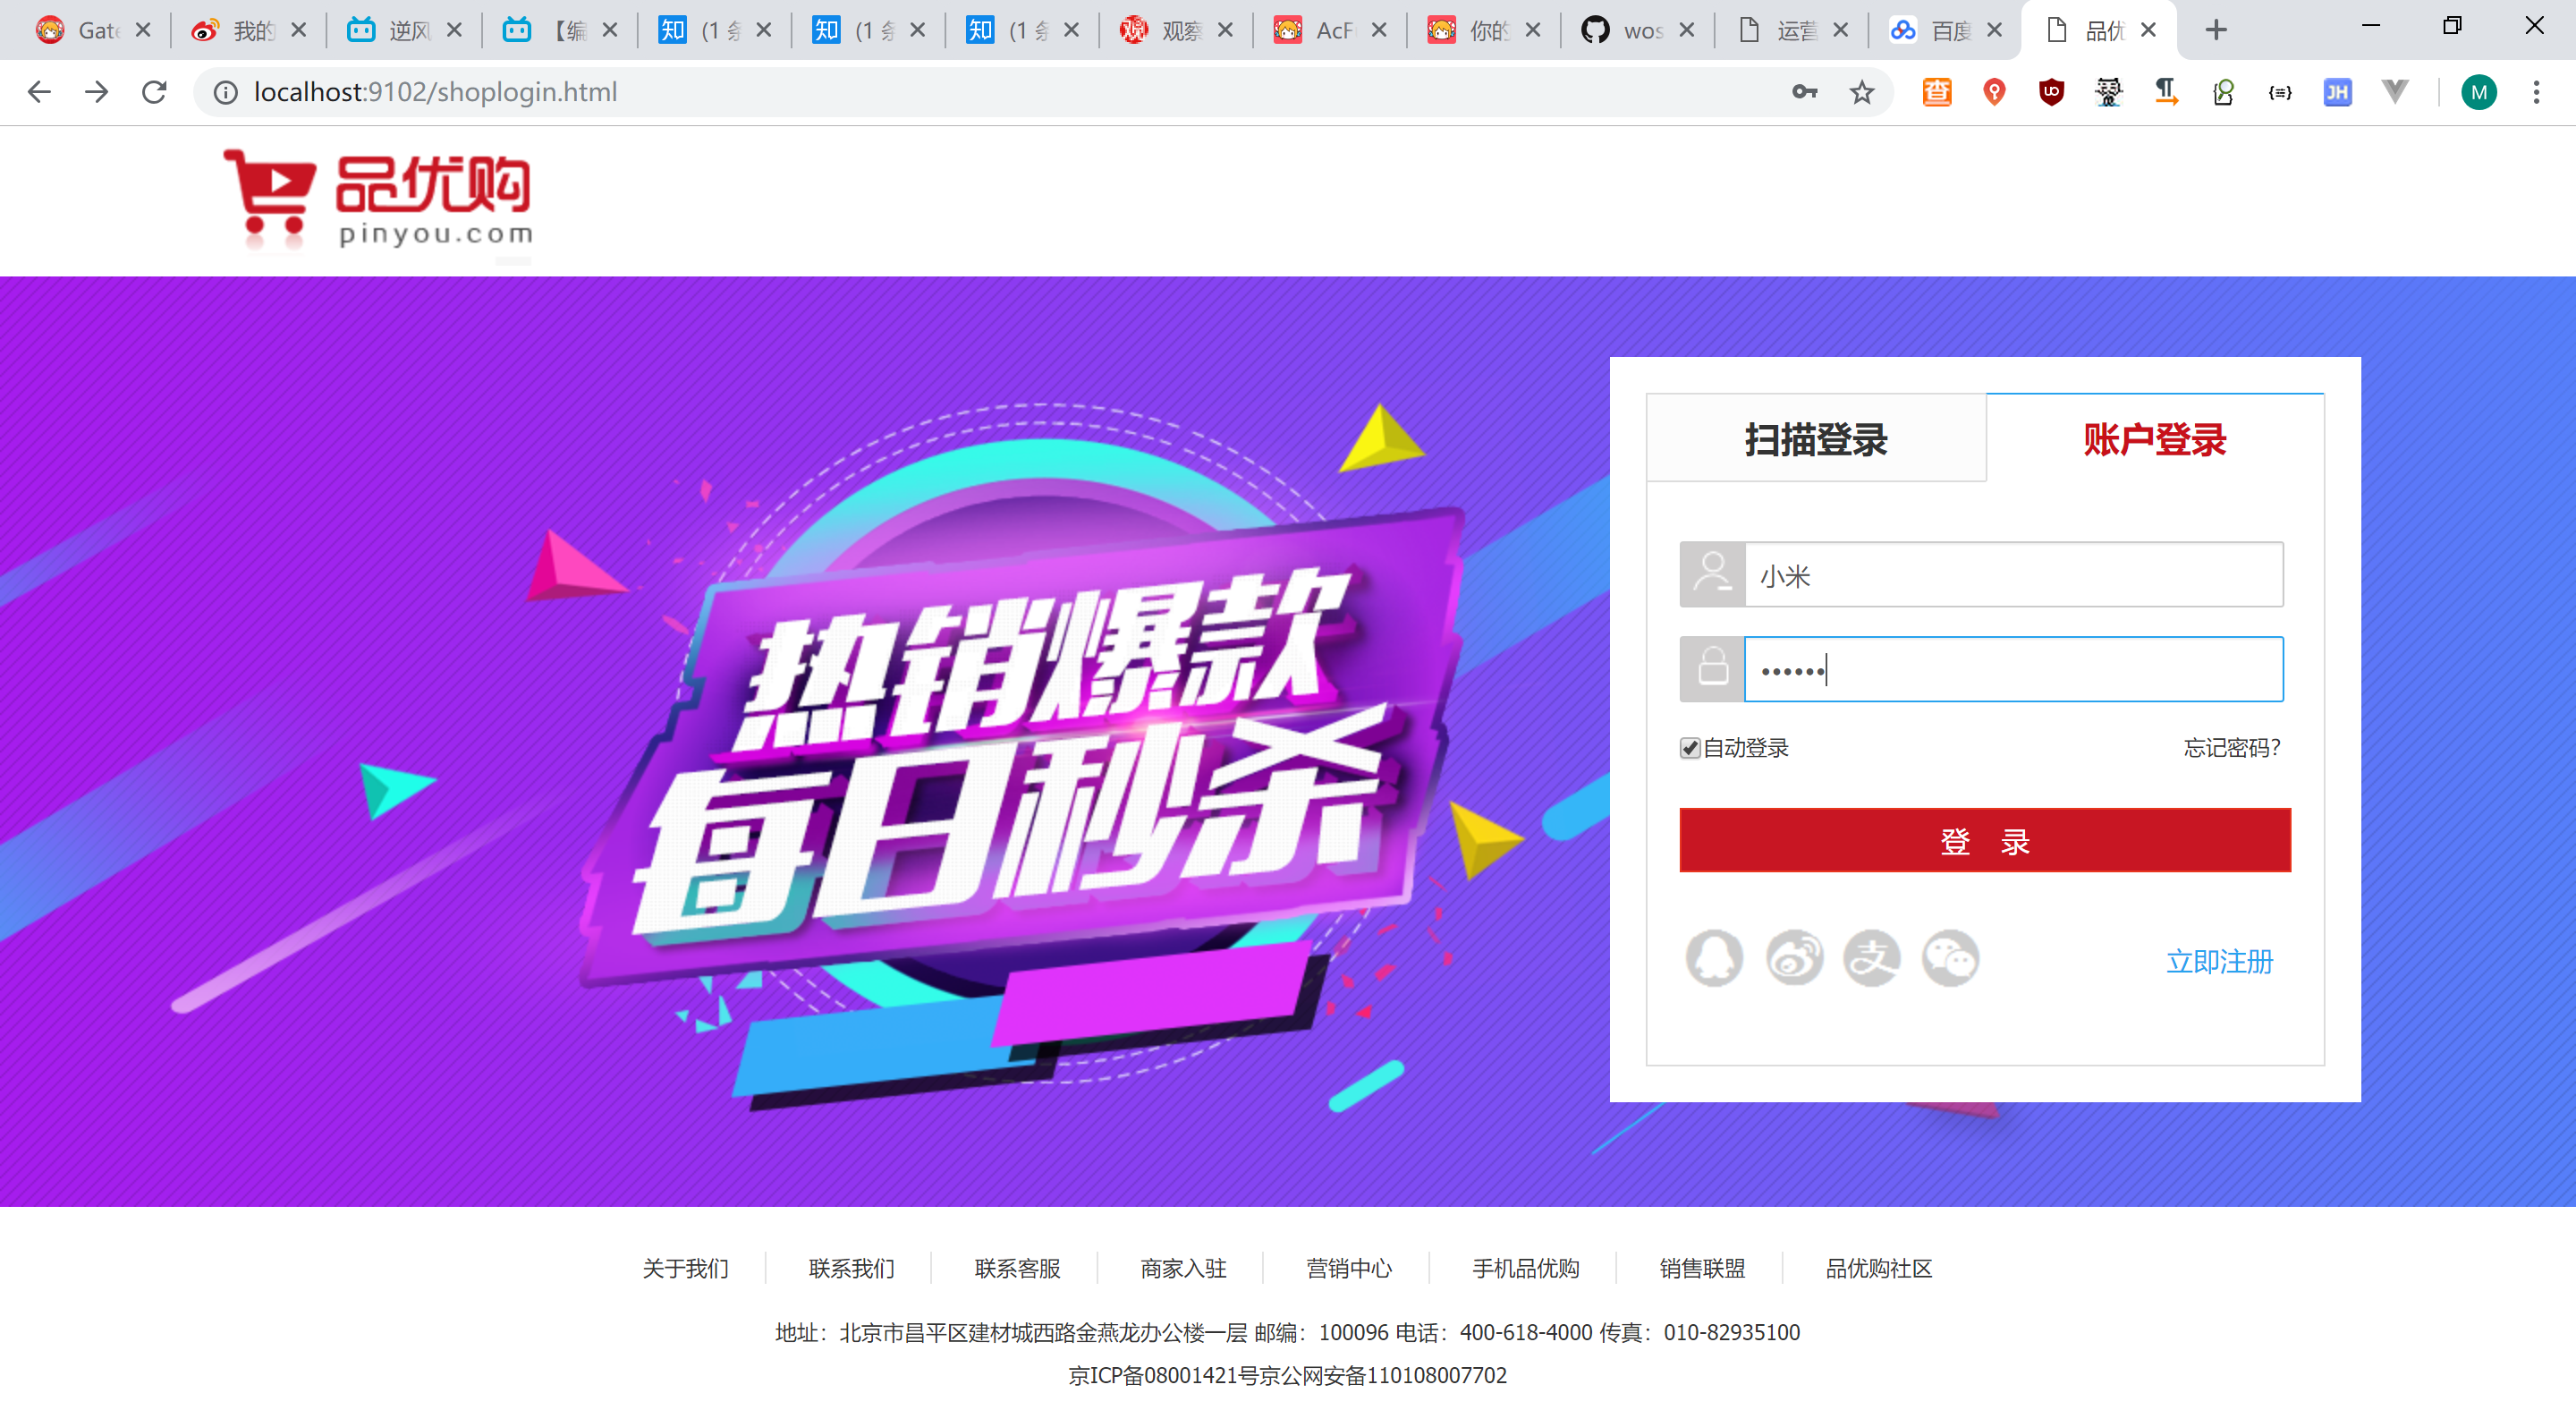 Gate 我的 逆风 【编 (1 条 (1 条 (1 条 观察 AcF 你的 wos 运营 百度 品优
localhost:9102/shoplogin.html
品优购
pinyou.com
扫描登录 账户登录
小米
••••••
自动登录 忘记密码?
登 录
立即注册
热销爆款
每日秒杀
关于我们 联系我们 联系客服 商家入驻 营销中心 手机品优购 销售联盟 品优购社区
地址：北京市昌平区建材城西路金燕龙办公楼一层 邮编：100096 电话：400-618-4000 传真：010-82935100
京ICP备08001421号京公网安备110108007702